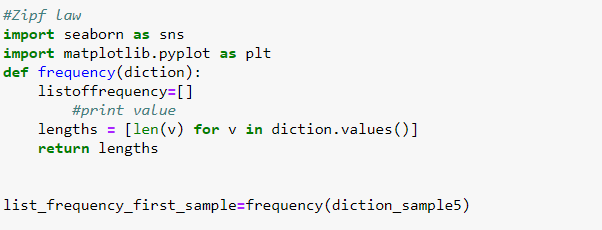 #Zipf law
import seaborn as sns
import matplotlib.pyplot as plt
def frequency(diction):
    listoffrequency=[]
        #print value
    lengths = [len(v) for v in diction.values()]
    return lengths
list_frequency_first_sample=frequency(diction_sample5)